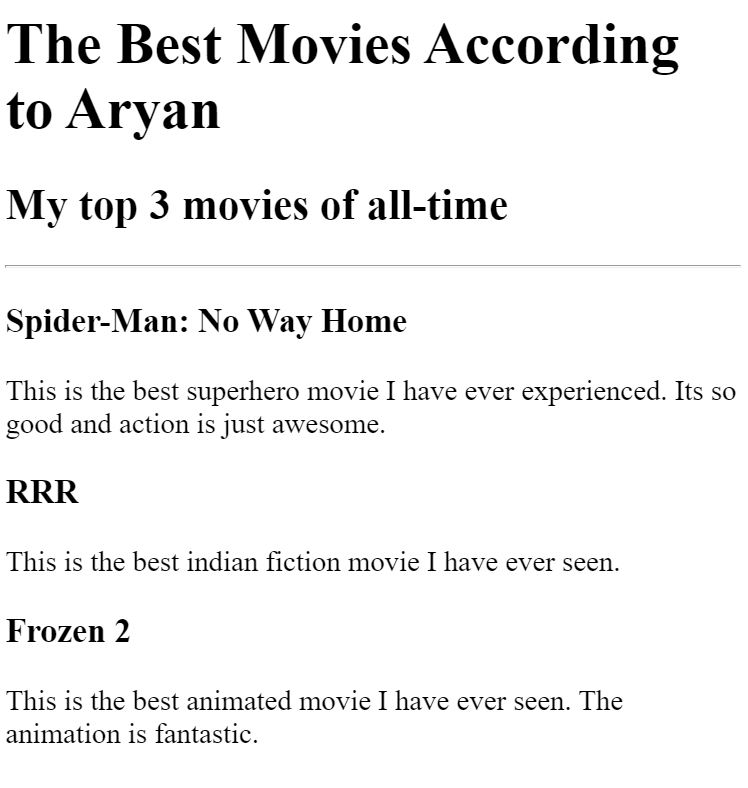 The Best Movies According
to Aryan
My top 3 movies of all-time
Spider-Man: No Way Home
This is the best superhero movie I have ever experienced. Its so
good and action is just awesome.
RRR
This is the best indian fiction movie I have ever seen.
Frozen 2
This is the best animated movie I have ever seen. The
animation is fantastic.